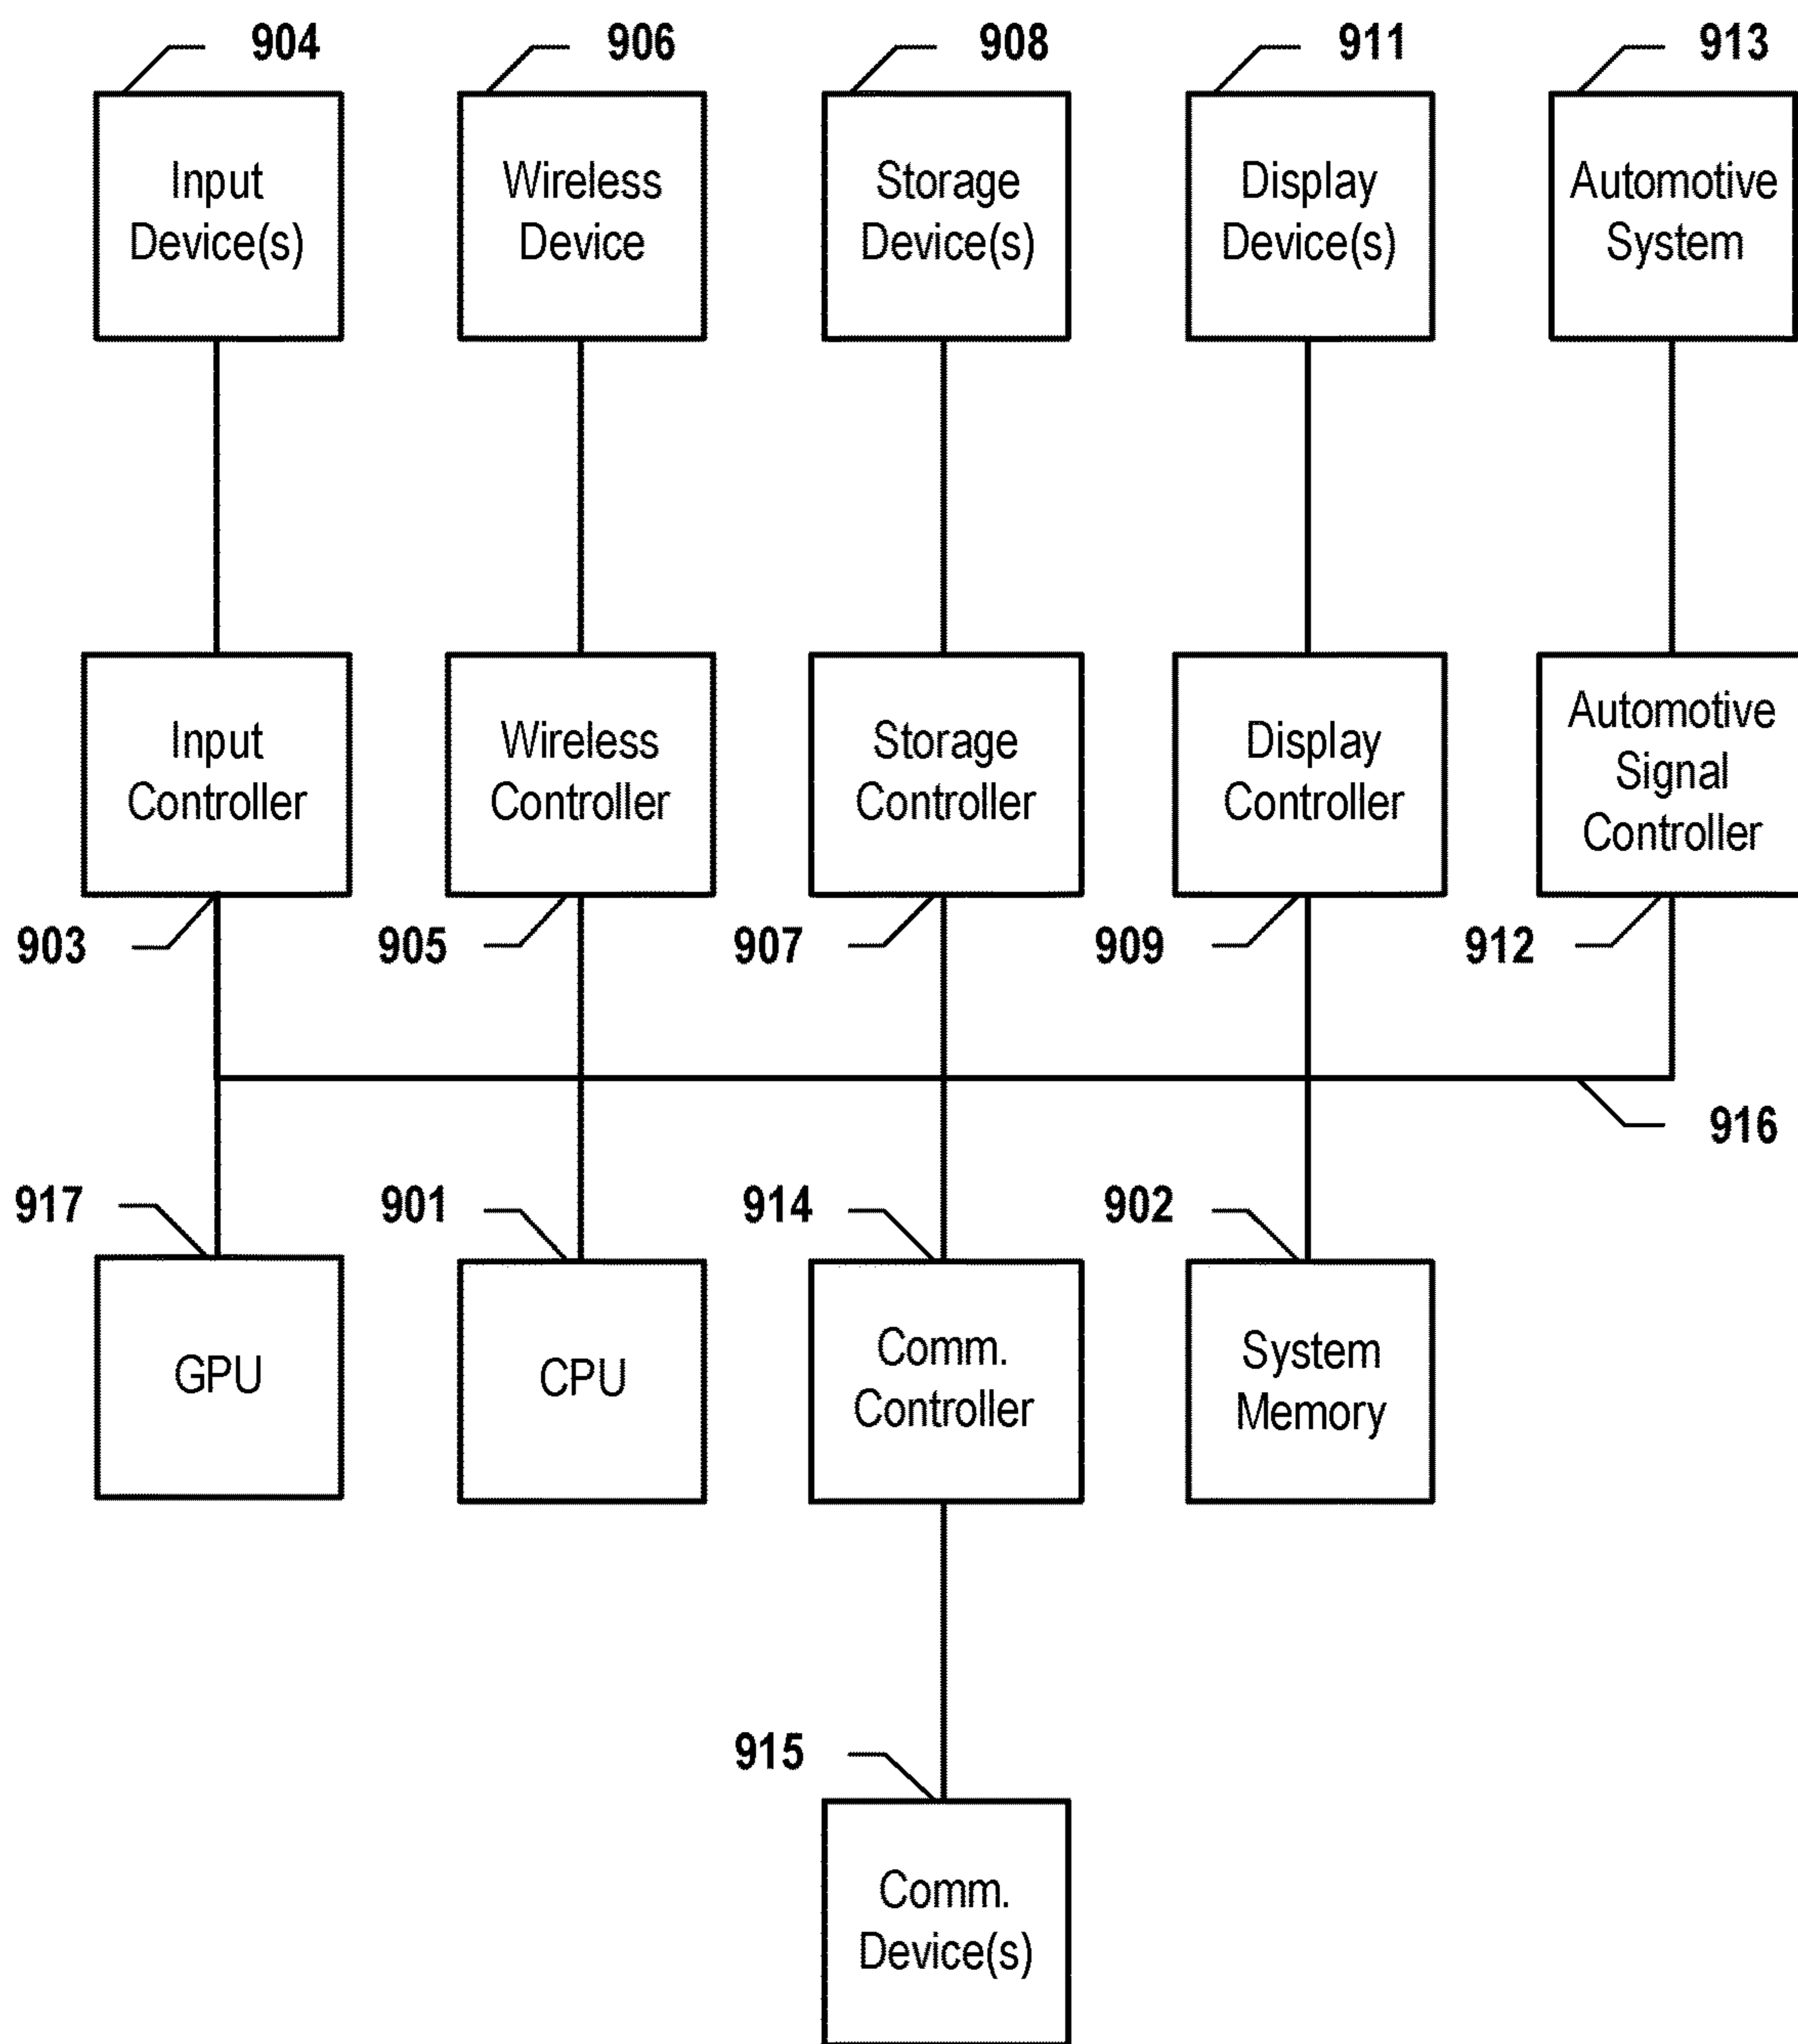 904
906
908
911
913
Input
Device(s)
Wireless
Device
Storage
Device(s)
Display
Device(s)
Automotive
System
Input
Controller
Wireless
Controller
Storage
Controller
Display
Controller
Automotive
Signal
Controller
903
905
907
909
912
916
917
901
914
902
GPU
CPU
Comm.
Controller
System
Memory
915
Comm.
Device(s)